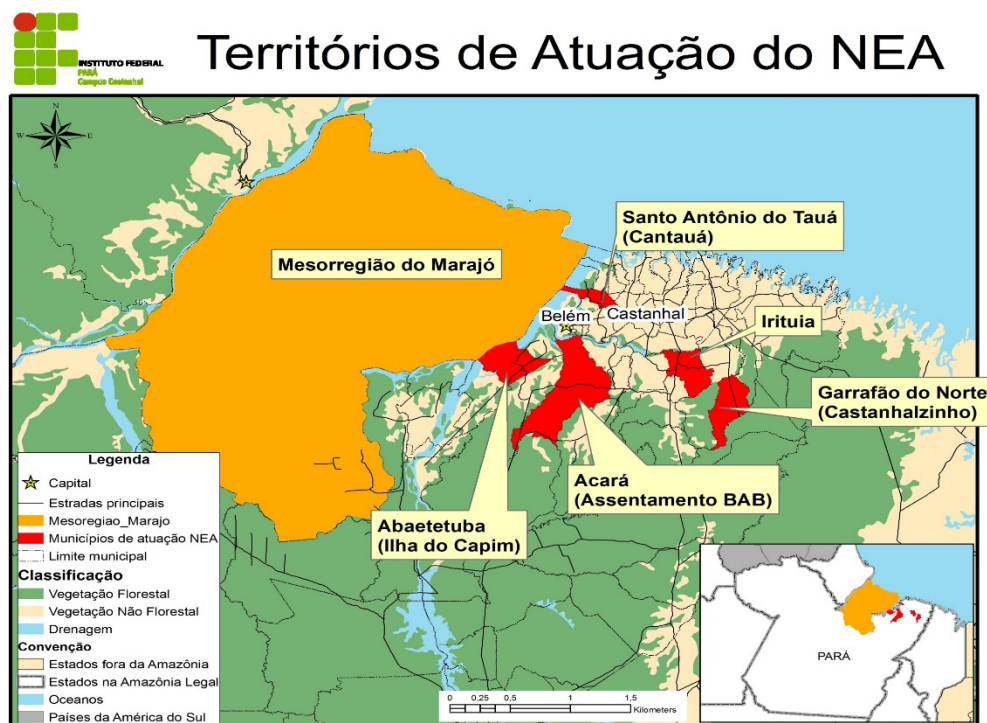 INSTITUTO FEDERAL
PARÁ
Campus Castanhal
Territórios de Atuação do NEA
N
W
E
S
Santo Antônio do Tauá
(Cantauá)
Mesorregião do Marajó
Belém
Castanhal
Irituia
Garrafão do Norte
(Castanhalzinho)
Acará
(Assentamento BAB)
Abaetetuba
(Ilha do Capim)
Legenda
Capital
Estradas principais
Mesoregiao_Marajo
Municípios de atuação NEA
Limite municipal
Classificação
Vegetação Florestal
Vegetação Não Florestal
Drenagem
Convenção
Estados fora da Amazônia
Estados na Amazônia Legal
Oceanos
Países da América do Sul
0 0,25 0,5 1 1,5
Kilometers
PARÁ